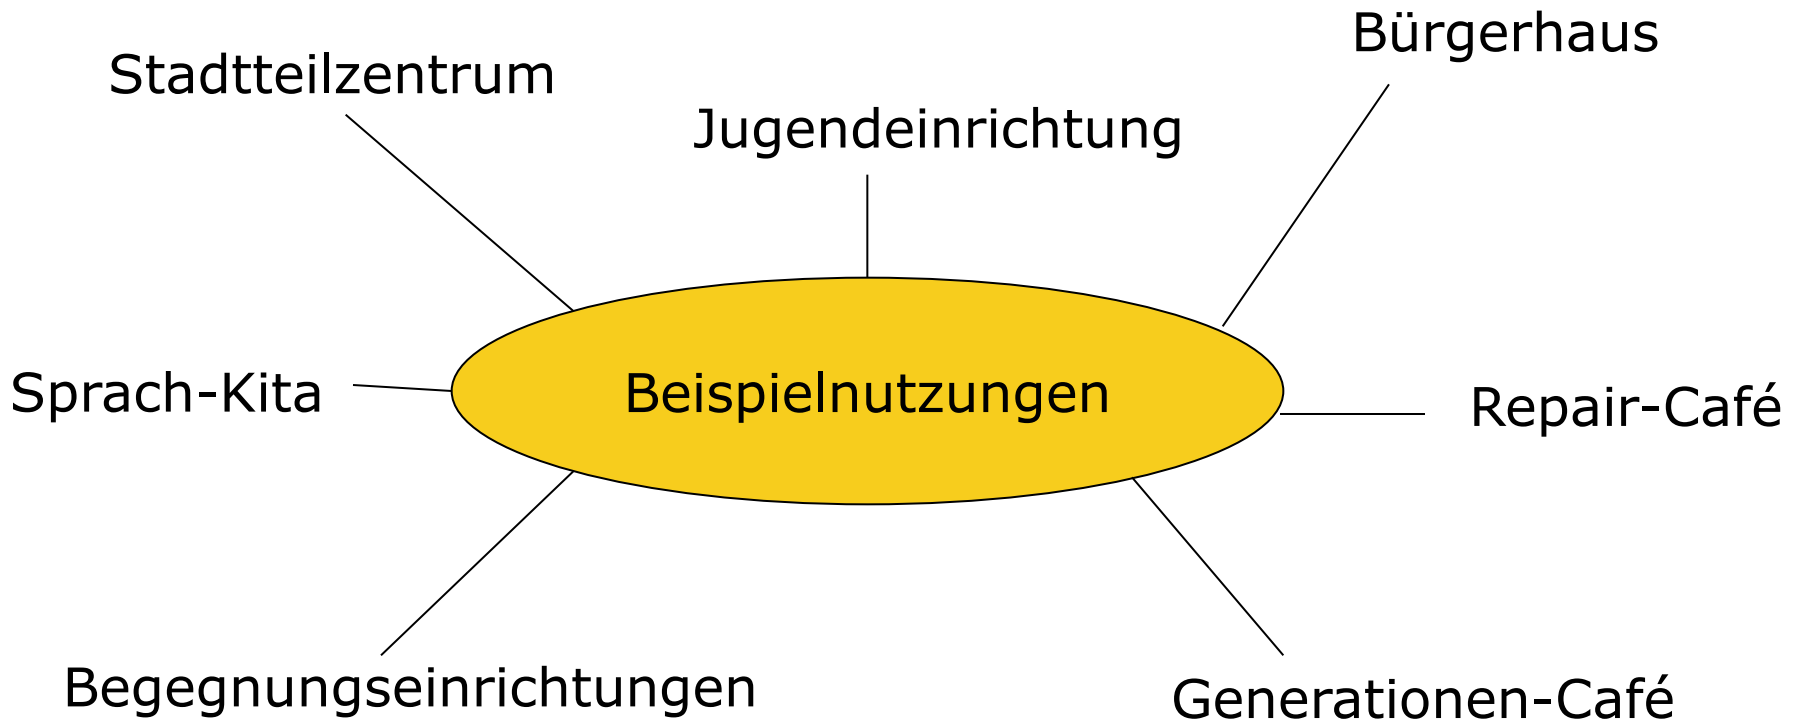 Bürgerhaus
Stadtteilzentrum
Jugendeinrichtung
Sprach-Kita
Beispielnutzungen
Repair-Café
Begegnungseinrichtungen
Generationen-Café